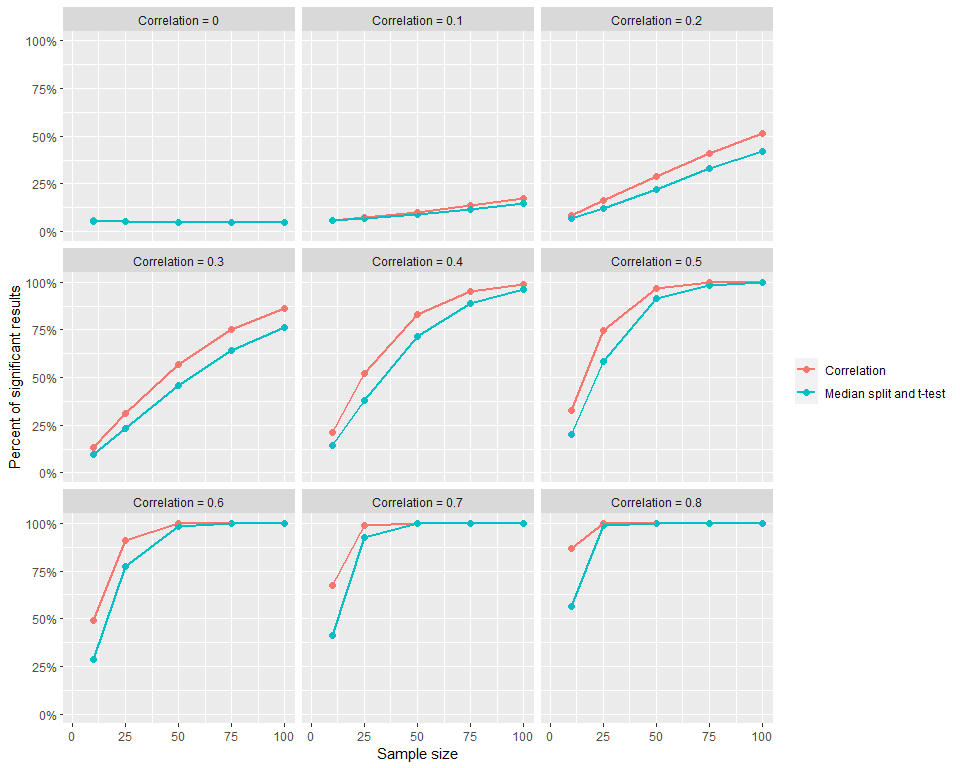 Correlation = 0
Correlation = 0.1
Correlation = 0.2
100%
75%
50%
25%
0%
Correlation = 0.3
Correlation = 0.4
Correlation = 0.5
100%
75%
50%
25%
0%
Correlation = 0.6
Correlation = 0.7
Correlation = 0.8
100%
75%
50%
25%
0%
0 25 50 75 100
0 25 50 75 100
0 25 50 75 100
Sample size
Percent of significant results
Correlation
Median split and t-test